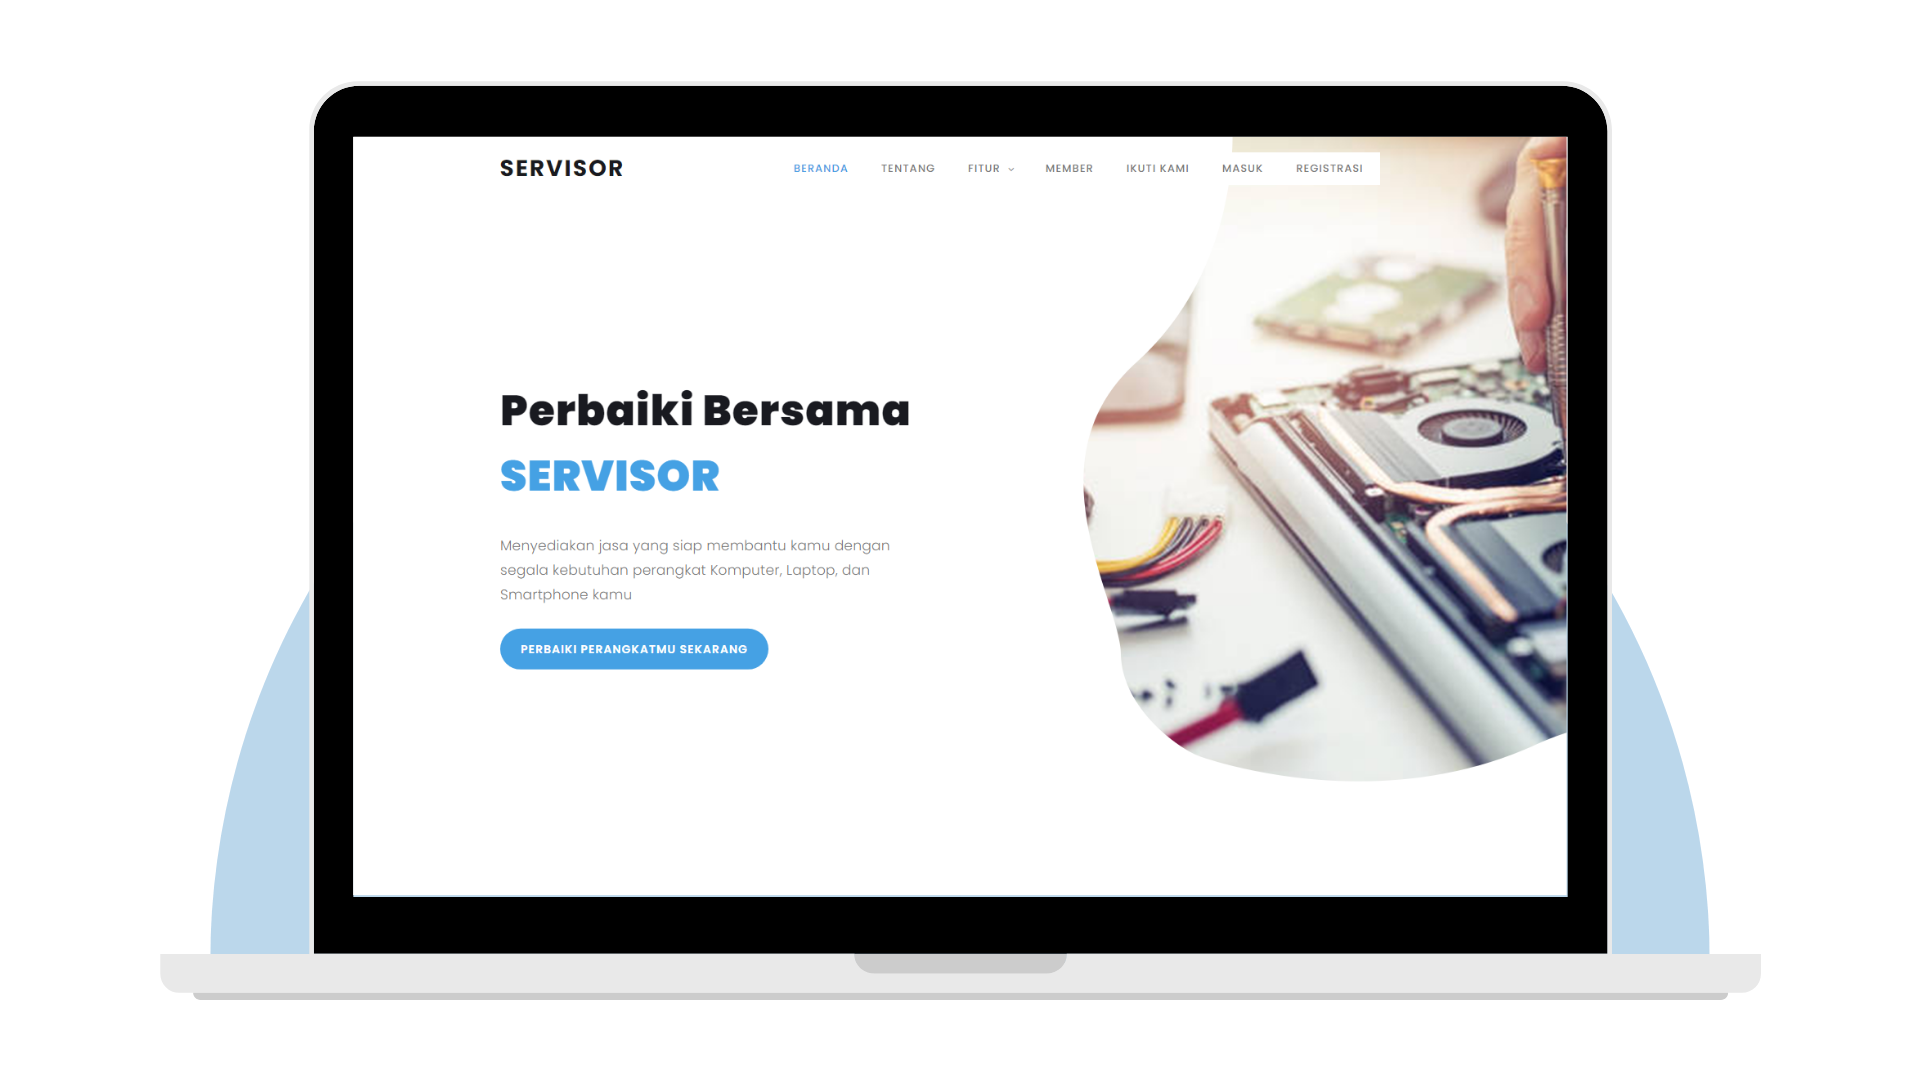 SERVISOR
BERANDA TENTANG FITUR MEMBER IKUTI KAMI MASUK REGISTRASI
Perbaiki Bersama
SERVISOR
Menyediakan jasa yang siap membantu kamu dengan
segala kebutuhan perangkat Komputer, Laptop, dan
Smartphone kamu
PERBAIKI PERANGKATMU SEKARANG